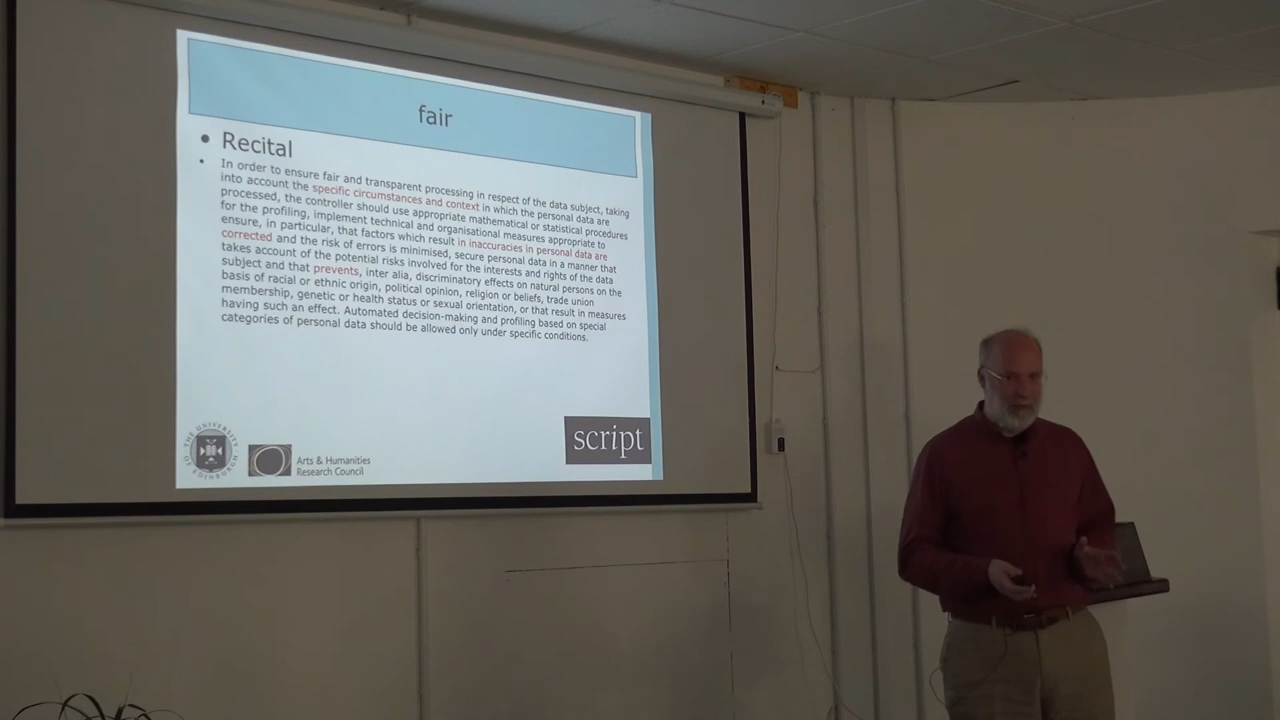 fair
Recital
In order to ensure fair and transparent processing in respect of the data subject, taking
into account the specific circumstances and context in which the personal data are
processed, the controller should use appropriate mathematical or statistical procedures
for the profiling, implement technical and organisational measures appropriate to
ensure, in particular, that factors which result in inaccuracies in personal data are
corrected and the risk of errors is minimised, secure personal data in a manner that
takes account of the potential risks involved for the interests and rights of the data
subject and that prevents, inter alia, discriminatory effects on natural persons on the
basis of racial or ethnic origin, political opinion, religion or beliefs, trade union
membership, genetic or health status or sexual orientation, or that result in measures
having such an effect. Automated decision-making and profiling based on special
categories of personal data should be allowed only under specific conditions.
THE UNIVERSITY OF EDINBURGH
Arts & Humanities
Research Council
script